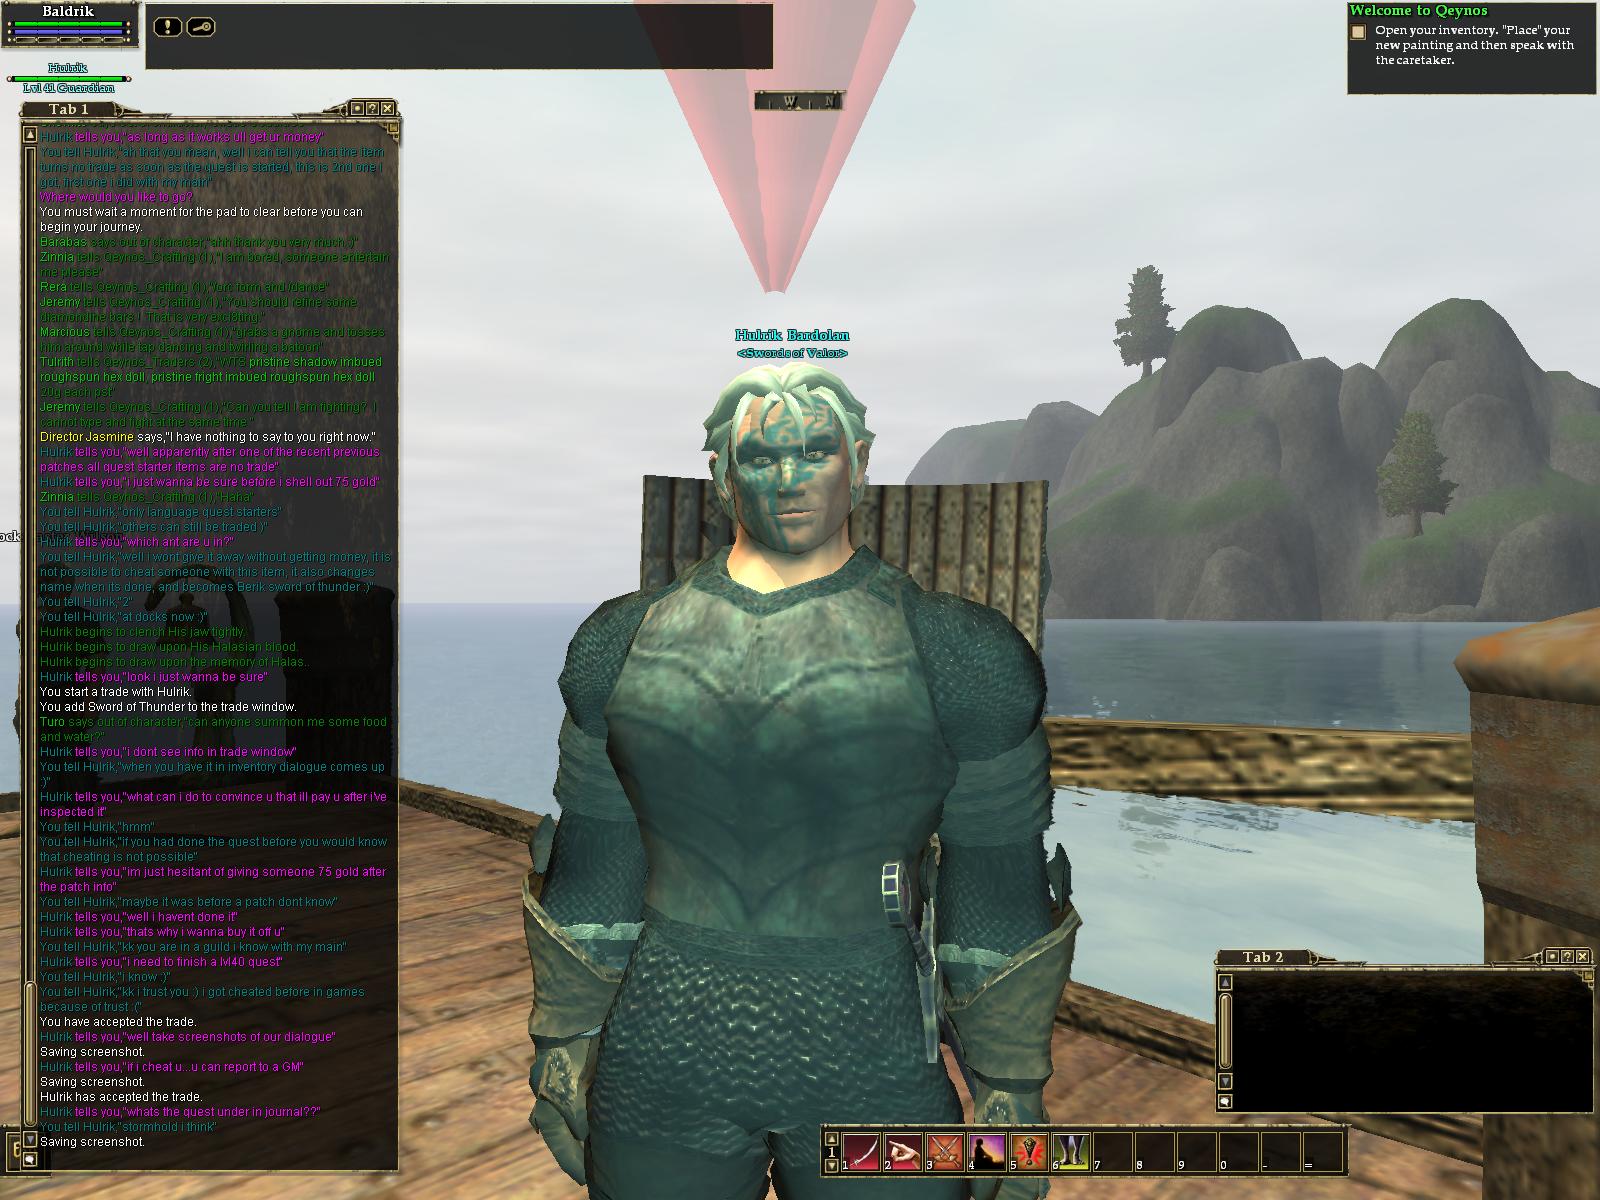 Baldrik
Hulrik
Lvl 41 Guardian
Welcome to Qeynos
Open your inventory. "Place" your
new painting and then speak with
the caretaker.
W N
Tab 1
Hulrik tells you,"as long as it works ull get ur money"
You tell Hulrik,"ah that you mean, well i can tell you that the item
turns no trade as soon as the quest is started, this is 2nd one i
got, first one i did with my main"
Where would you like to go?
You must wait a moment for the pad to clear before you can
begin your journey.
Barabas says out of character,"ahh thank you very much.:)"
Zinnia tells Qeynos_Crafting (1),"I am bored, someone entertain
me please"
Rera tells Qeynos_Crafting (1),"/orc form and /dance"
Jeremy tells Qeynos_Crafting (1),"You should refine some
diamondine bars ! That is very exci8ting."
Marcious tells Qeynos_Crafting (1),"grabs a gnome and tosses
him around while tap dancing and twirling a batoon"
Tulrith tells Qeynos_Traders (2),"WTS pristine shadow imbued
roughspun hex doll, pristine fright imbued roughspun hex doll
20g each pst"
Jeremy tells Qeynos_Crafting (1),"Can you tell I am fighting? I
cannot type and fight at the same time"
Director Jasmine says,"I have nothing to say to you right now."
Hulrik tells you,"well apparently after one of the recent previous
patches all quest starter items are no trade"
Hulrik tells you,"i just wanna be sure before i shell out 75 gold"
Zinnia tells Qeynos_Crafting (1),"Haha"
You tell Hulrik,"only language quest starters"
You tell Hulrik,"others can still be traded :)"
Hulrik tells you,"which ant are u in?"
You tell Hulrik,"well i wont give it away without getting money, it is
not possible to cheat someone with this item, it also changes
name when its done, and becomes Berik sword of thunder :)"
You tell Hulrik,"2"
You tell Hulrik,"at docks now :)"
Hulrik begins to clench His jaw tightly.
Hulrik begins to draw upon His Halasian blood.
Hulrik begins to draw upon the memory of Halas..
Hulrik tells you,"look i just wanna be sure"
You start a trade with Hulrik.
You add Sword of Thunder to the trade window.
Turo says out of character,"can anyone summon me some food
and water?"
Hulrik tells you,"i dont see info in trade window"
You tell Hulrik,"when you have it in inventory dialogue comes up
:)"
Hulrik tells you,"what can i do to convince u that ill pay u after i've
inspected it"
You tell Hulrik,"hmm"
You tell Hulrik,"if you had done the quest before you would know
that cheating is not possible"
Hulrik tells you,"im just hesitant of giving someone 75 gold after
the patch info"
You tell Hulrik,"maybe it was before a patch dont know"
Hulrik tells you,"well i havent done it"
Hulrik tells you,"thats why i wanna buy it off u"
You tell Hulrik,"kk you are in a guild i know with my main"
Hulrik tells you,"i need to finish a lvl40 quest"
You tell Hulrik,"i know :)"
You tell Hulrik,"kk i trust you :) i got cheated before in games
because of trust :("
You have accepted the trade.
Hulrik tells you,"well take screenshots of our dialogue"
Saving screenshot.
Hulrik tells you,"if i cheat u...u can report to a GM"
Saving screenshot.
Hulrik has accepted the trade.
Hulrik tells you,"whats the quest under in journal??"
You tell Hulrik,"stormhold i think"
Saving screenshot.
Hulrik Bardolan
<Swords of Valor>
Tab 2
1 1 2 3 4 5 6 7 8 9 0 - =